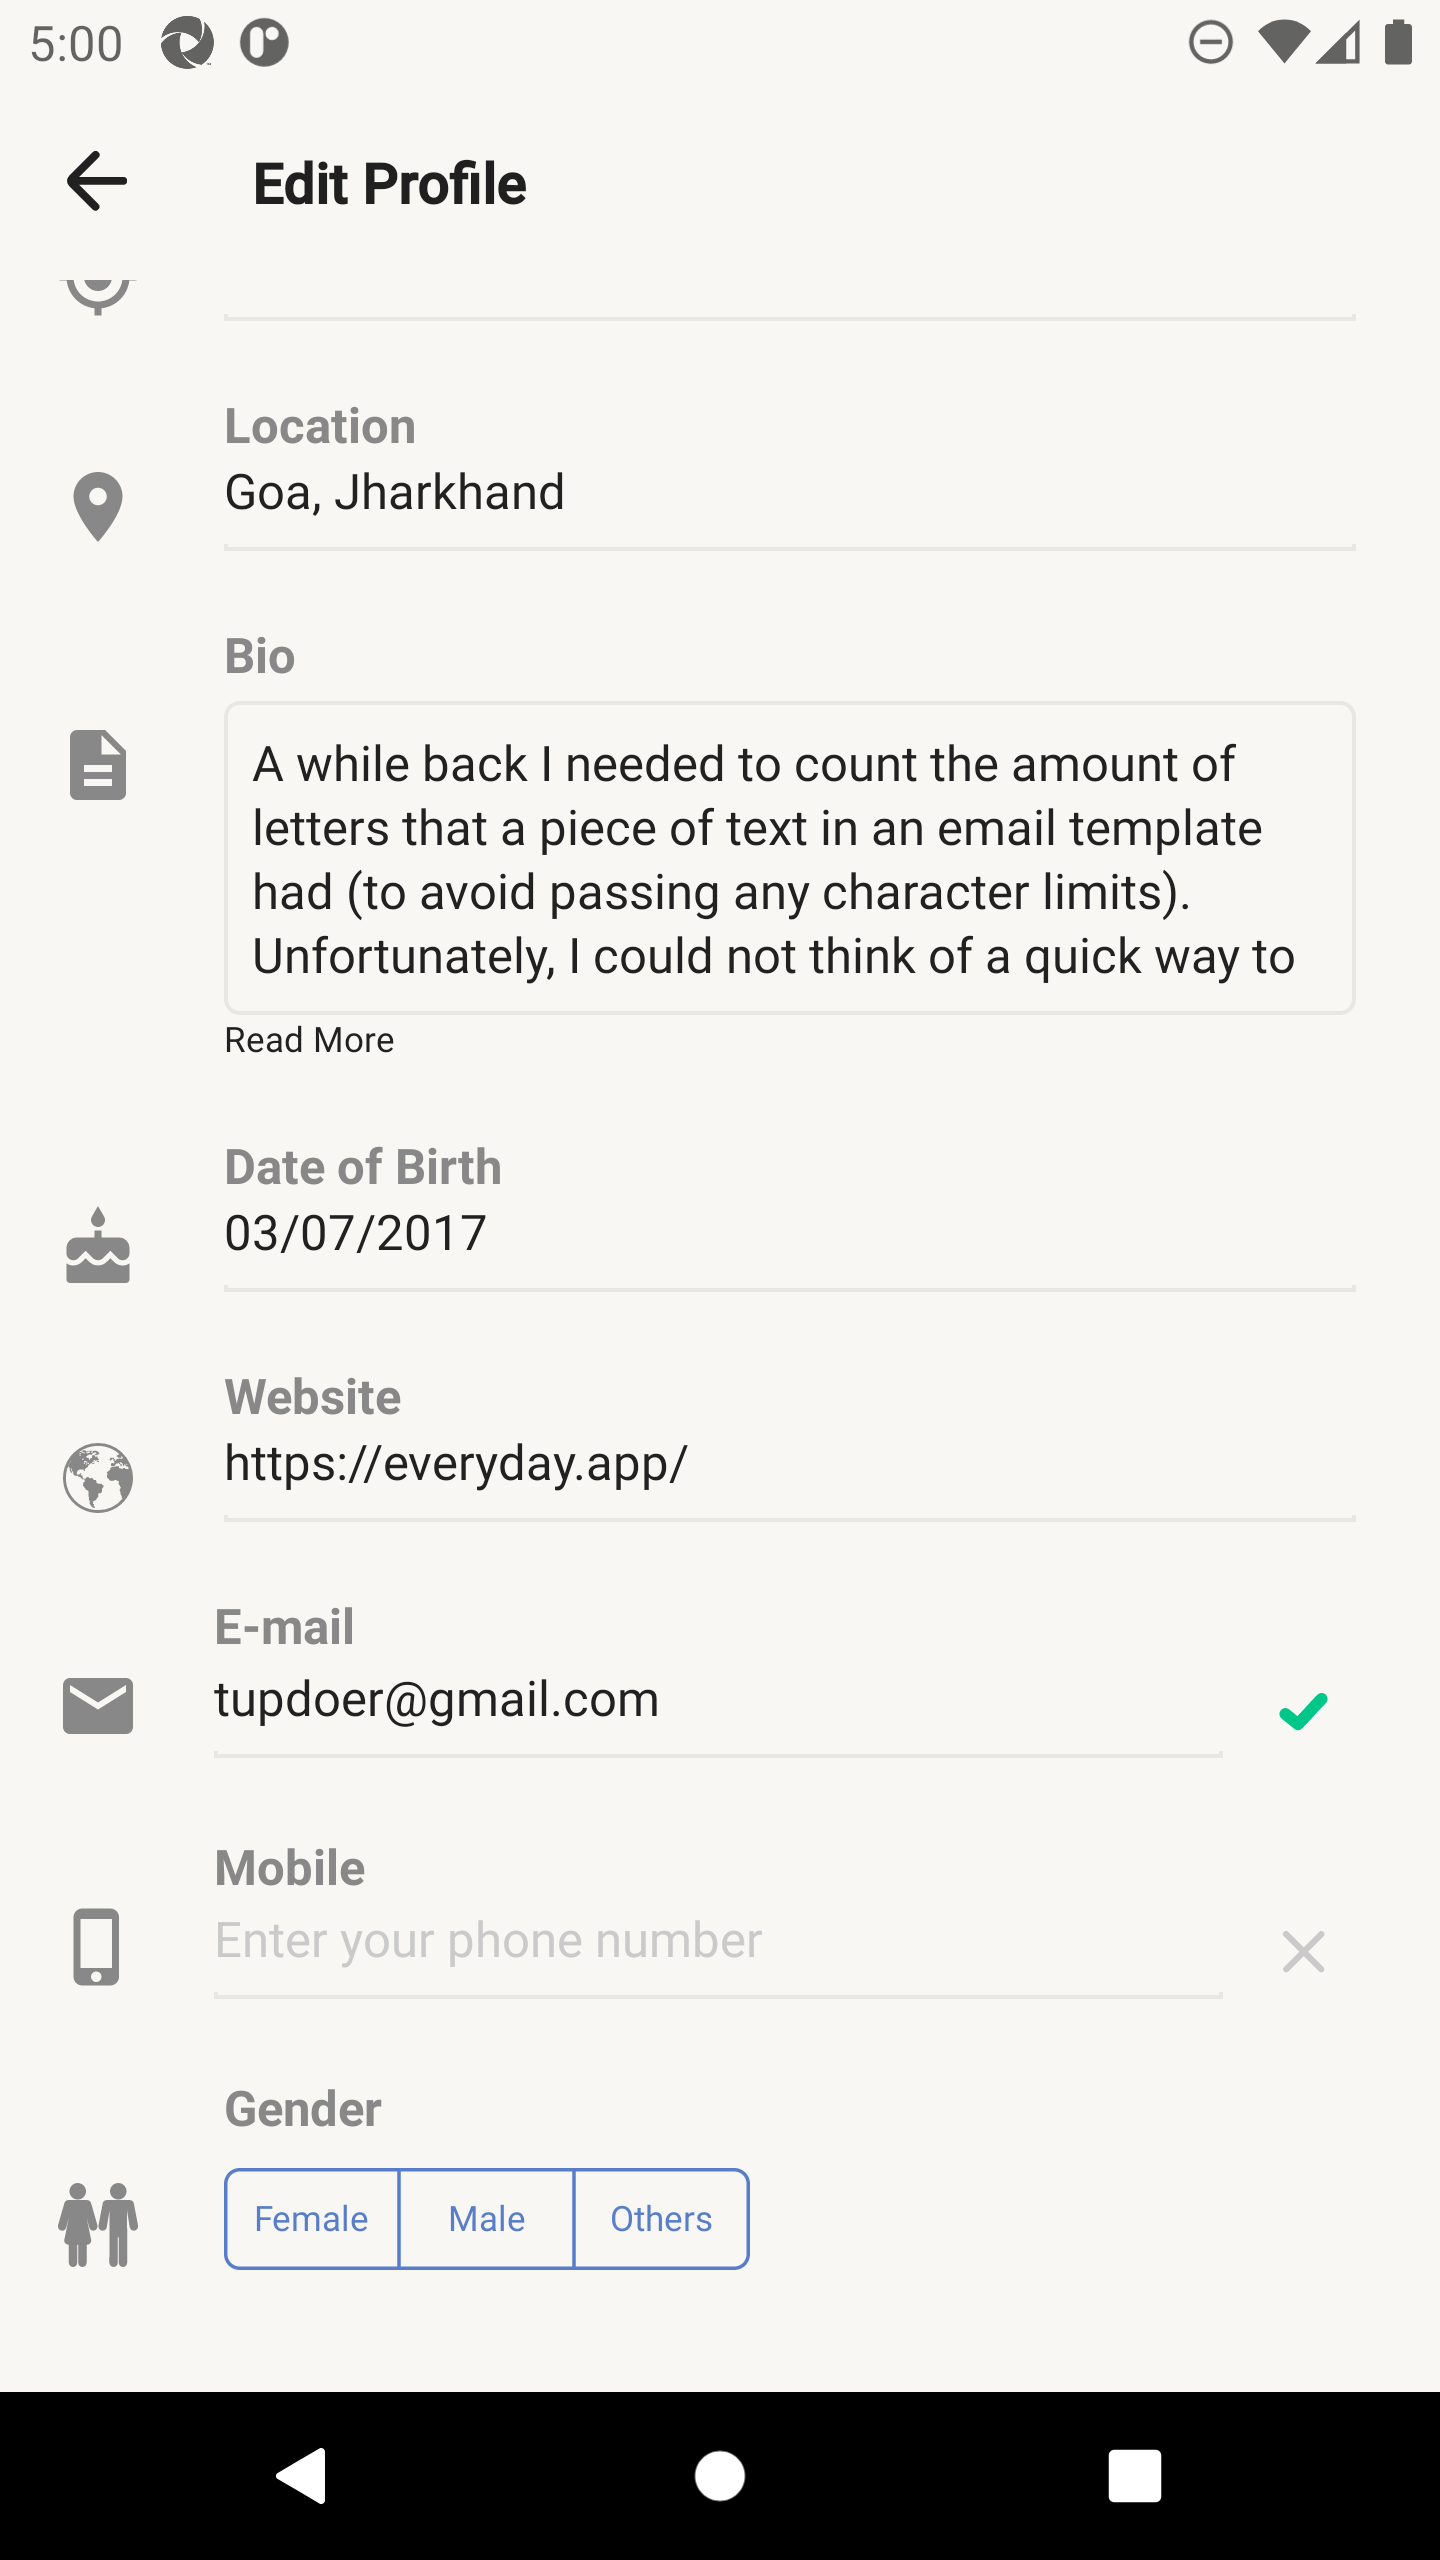 5:00
Edit Profile
Location
Goa, Jharkhand
Bio
A while back I needed to count the amount of
letters that a piece of text in an email template
had (to avoid passing any character limits).
Unfortunately, I could not think of a quick way to
Read More
Date of Birth
03/07/2017
Website
https://everyday.app/
E-mail
tupdoer@gmail.com
Mobile
Enter your phone number
Gender
Female Male Others